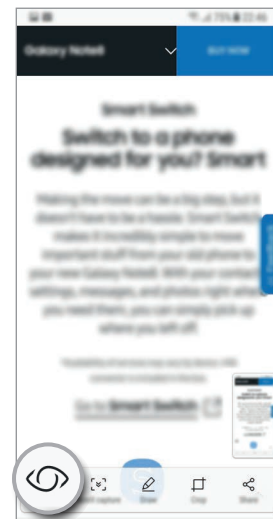 Galaxy Note8
BUY NOW
Smart Switch
Switch to a phone
designed for you? Smart
Making the move can be a big step, but it
doesn't have to be a hassle. Smart Switch
makes it incredibly simple to move
important stuff from your old phone to
your new Galaxy Note8. With your contacts,
settings, messages, and photos right where
you need them, you can simply pick up
where you left off.
Feedback
Go to Smart Switch
Draw
Crop
Share